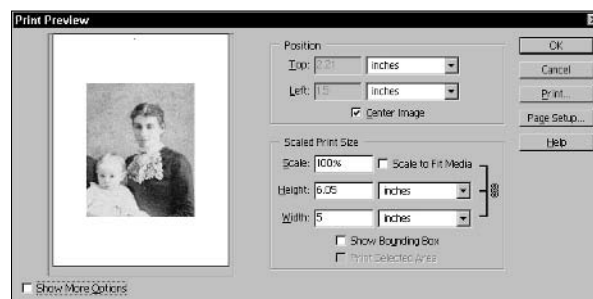 Print Preview
Position
Top: 2.21 inches
Left: 1.5 inches
Center Image
Scaled Print Size
Scale: 100% Scale to Fit Media
Height: 6.05 inches
Width: 5 inches
Show Bounding Box
Print Selected Area
Show More Options
OK
Cancel
Print...
Page Setup...
Help